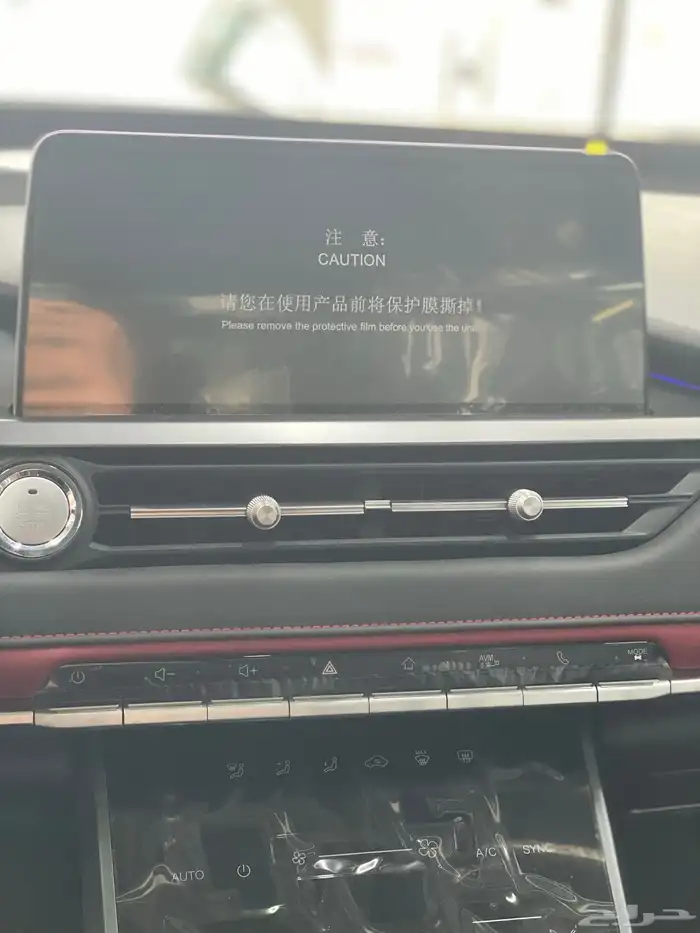 注 意:
CAUTION
请您在使用产品前将保护膜撕掉!
Please remove the protective film before you use the
AVM
MODE
AUTO
A/C
SYNC
حراج